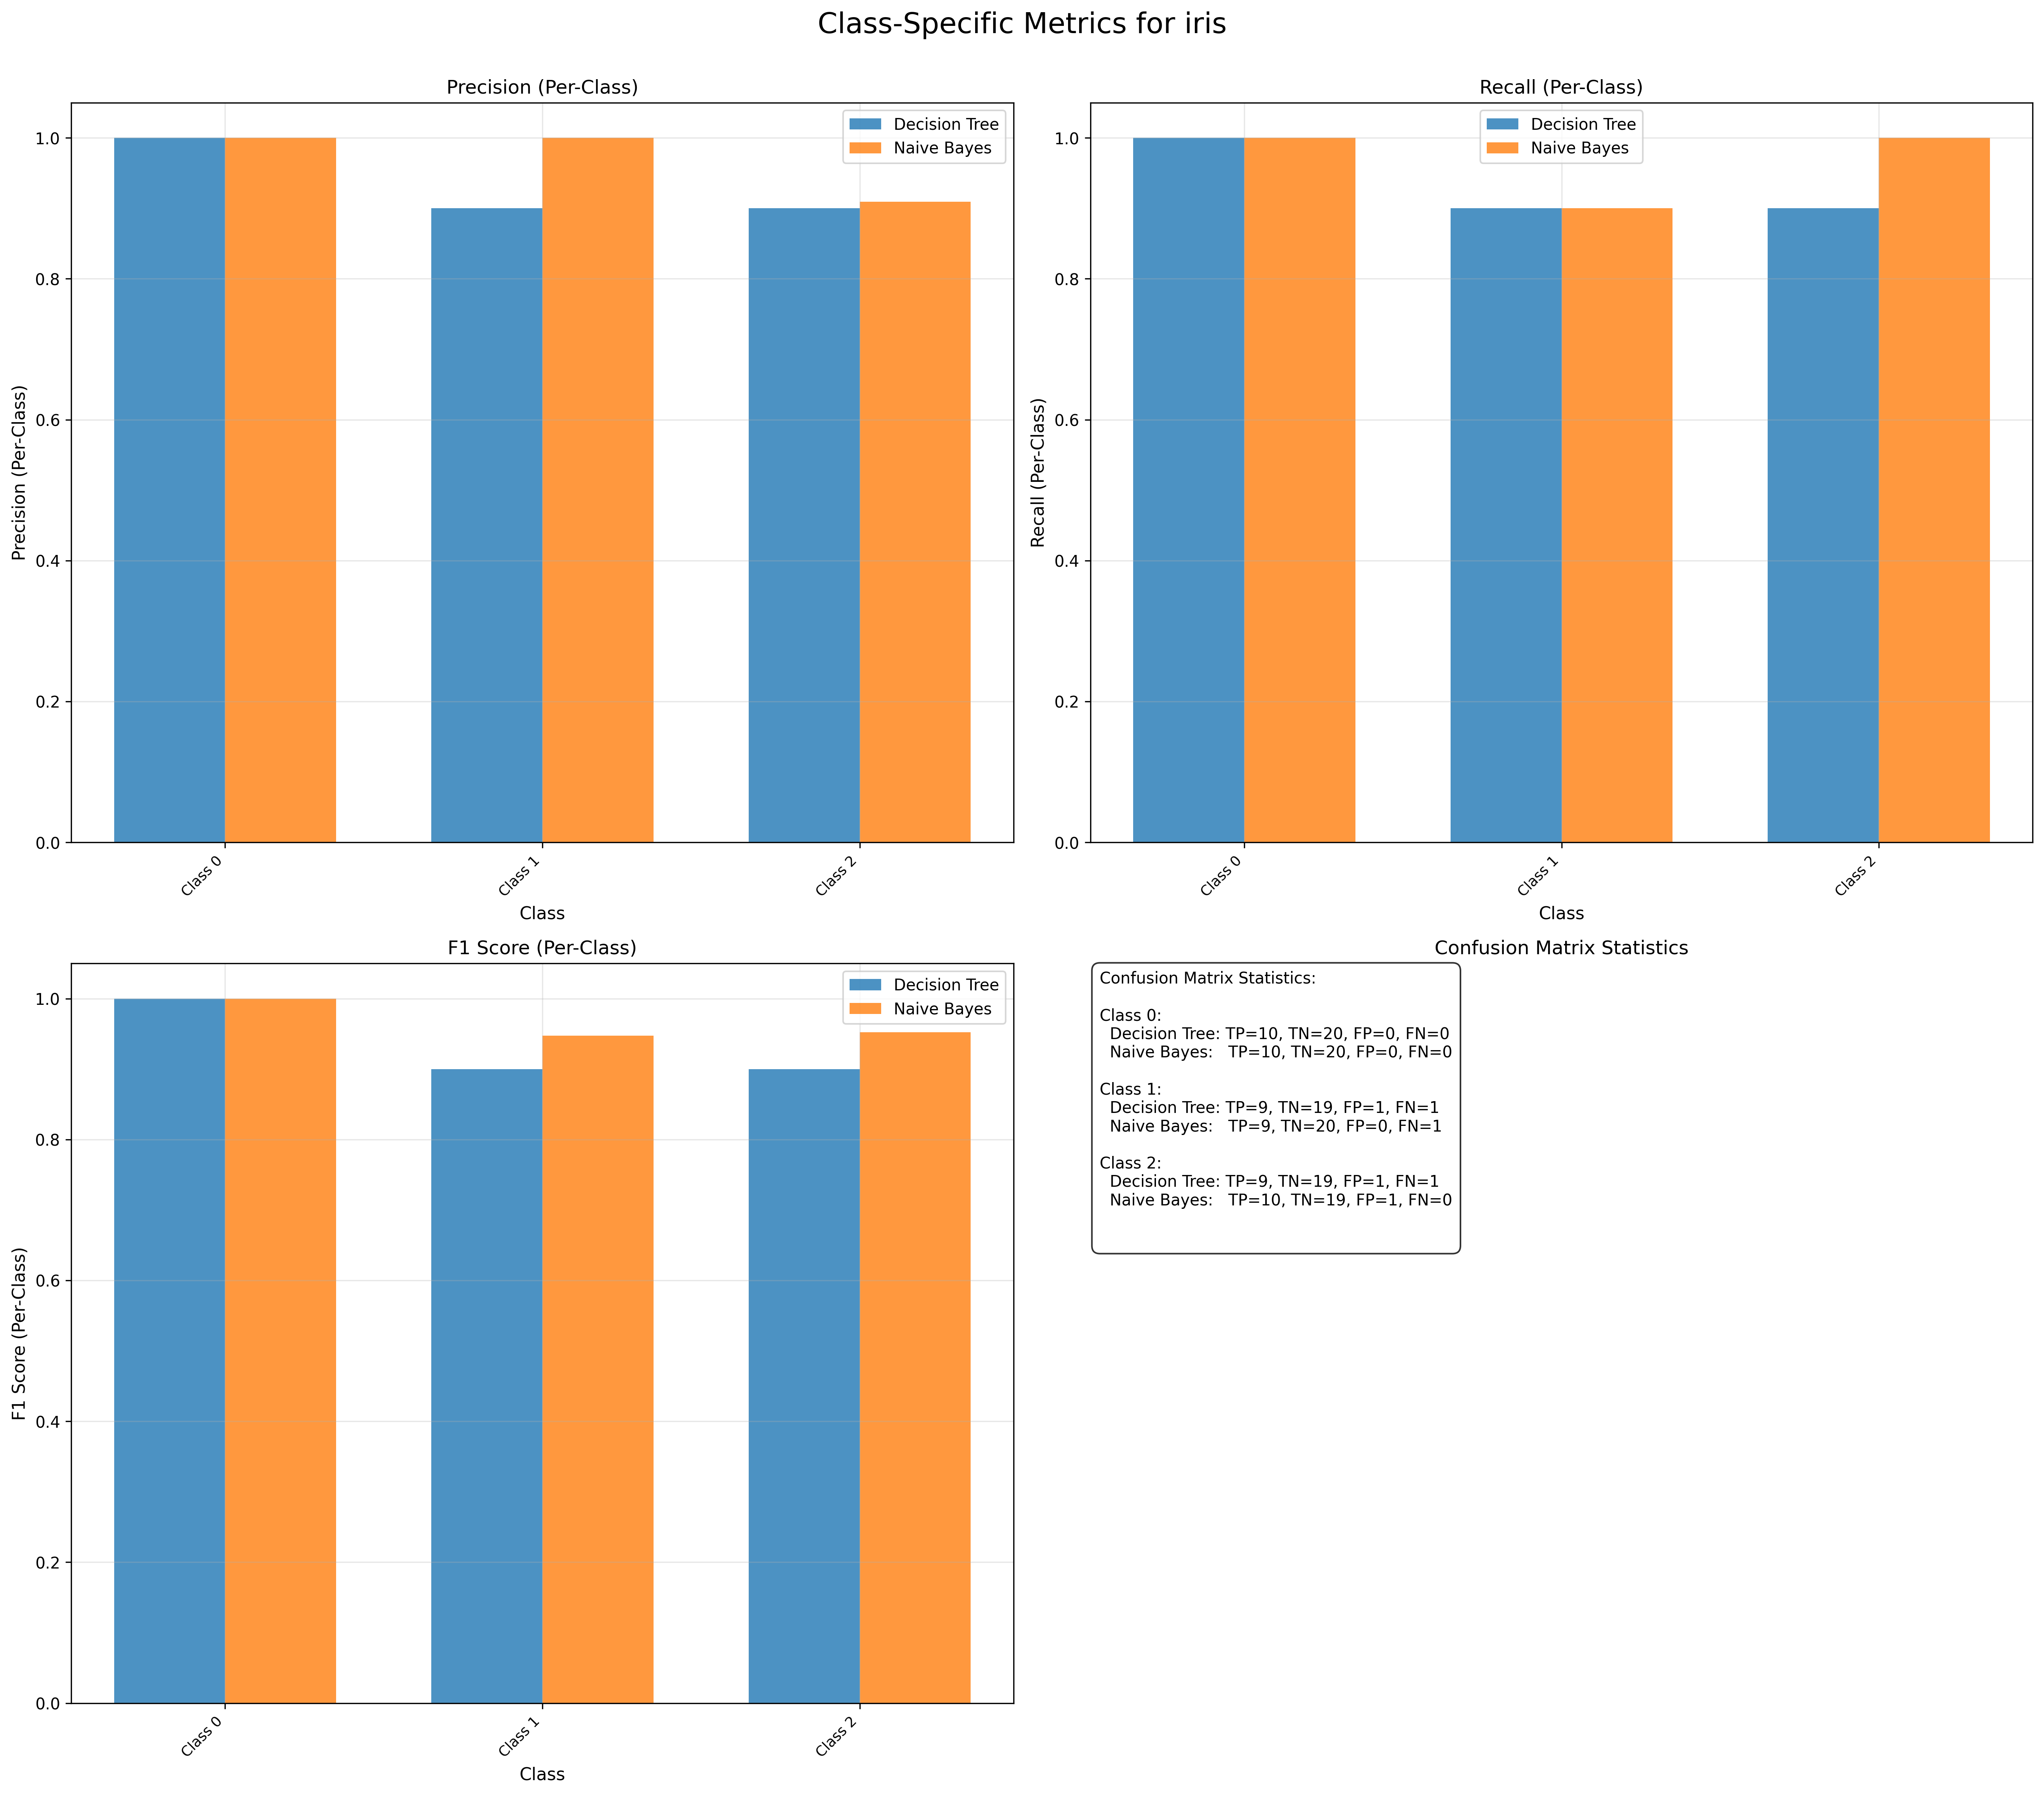 Class-Specific Metrics for iris
Precision (Per-Class)
Precision (Per-Class)
1.0
0.8
0.6
0.4
0.2
0.0
Decision Tree
Naive Bayes
Class 0
Class 1
Class 2
Class
Recall (Per-Class)
Recall (Per-Class)
1.0
0.8
0.6
0.4
0.2
0.0
Decision Tree
Naive Bayes
Class 0
Class 1
Class 2
Class
F1 Score (Per-Class)
F1 Score (Per-Class)
1.0
0.8
0.6
0.4
0.2
0.0
Decision Tree
Naive Bayes
Class 0
Class 1
Class 2
Class
Confusion Matrix Statistics
Confusion Matrix Statistics:
Class 0:
Decision Tree: TP=10, TN=20, FP=0, FN=0
Naive Bayes: TP=10, TN=20, FP=0, FN=0
Class 1:
Decision Tree: TP=9, TN=19, FP=1, FN=1
Naive Bayes: TP=9, TN=20, FP=0, FN=1
Class 2:
Decision Tree: TP=9, TN=19, FP=1, FN=1
Naive Bayes: TP=10, TN=19, FP=1, FN=0